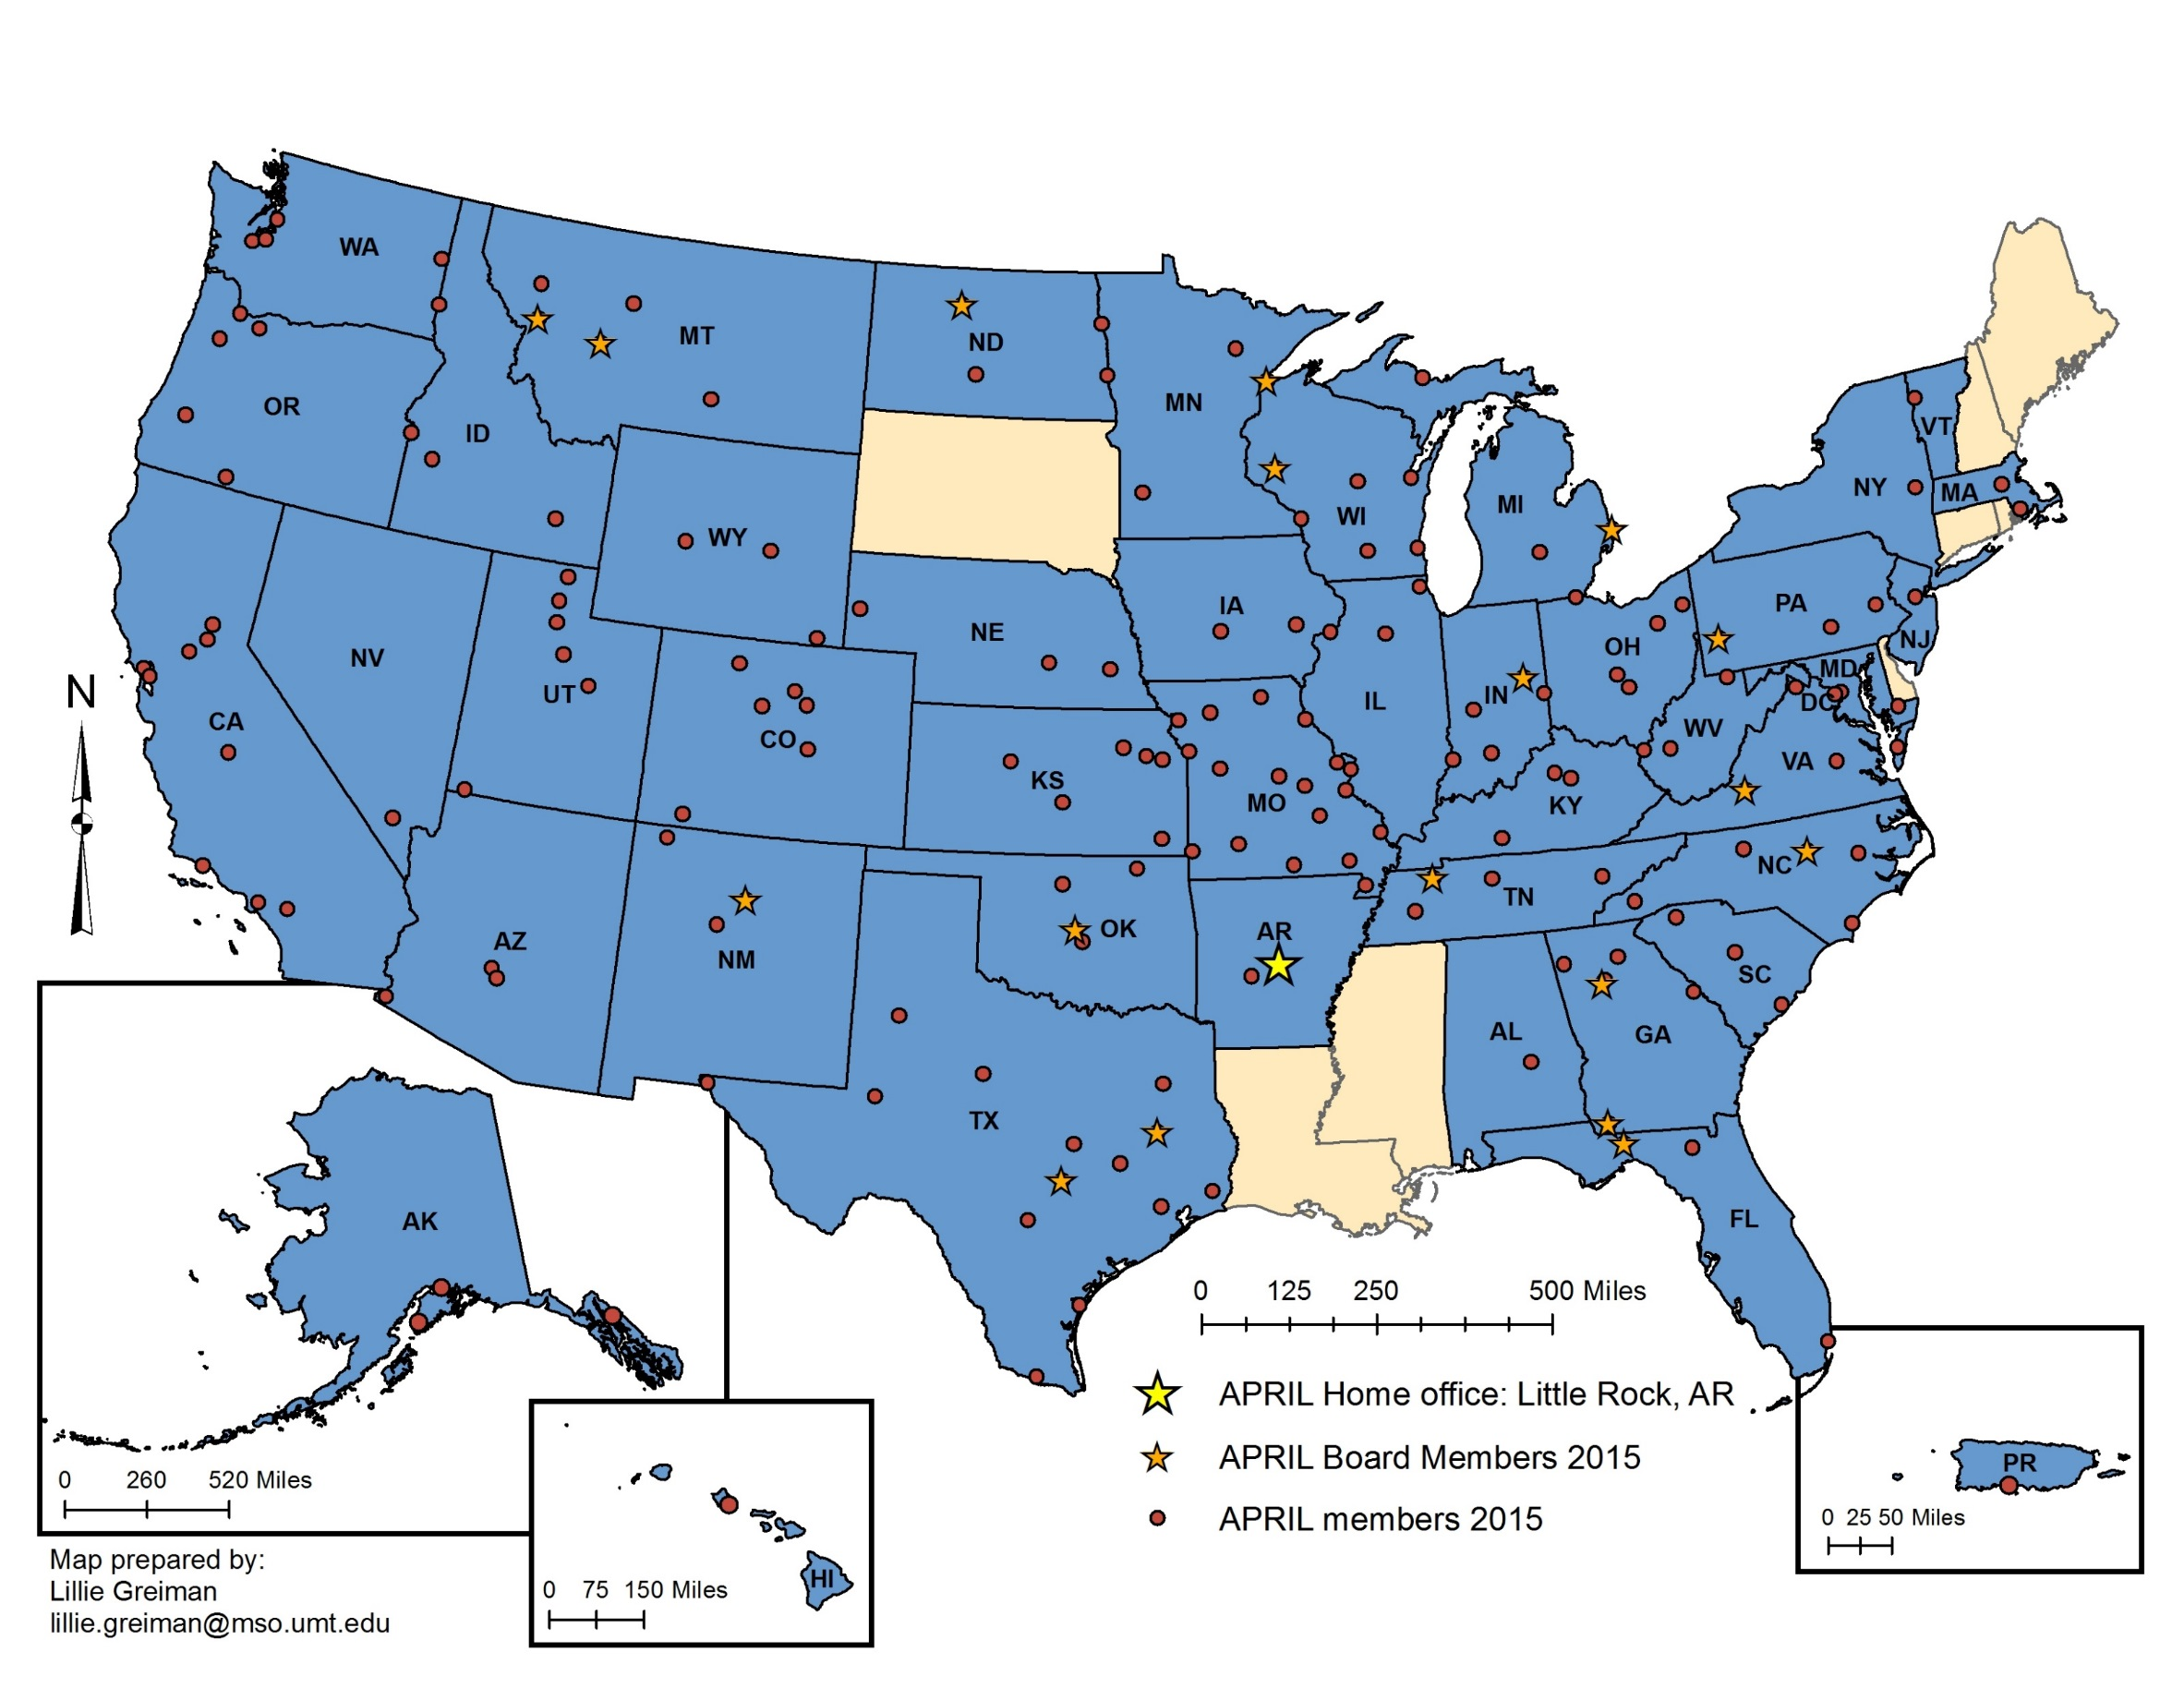 WA
MT
ND
MN
OR
ID
VT
NY
MA
WI
MI
WY
IA
PA
NE
OH
NJ
NV
MD
UT
IN
IL
DC
N
CA
CO
WV
VA
KS
MO
KY
NC
TN
AZ
OK
AR
NM
SC
AL
GA
TX
AK
FL
0 125 250 500 Miles
APRIL Home office: Little Rock, AR
APRIL Board Members 2015
APRIL members 2015
0 260 520 Miles
PR
0 25 50 Miles
HI
0 75 150 Miles
Map prepared by:
Lillie Greiman
lillie.greiman@mso.umt.edu